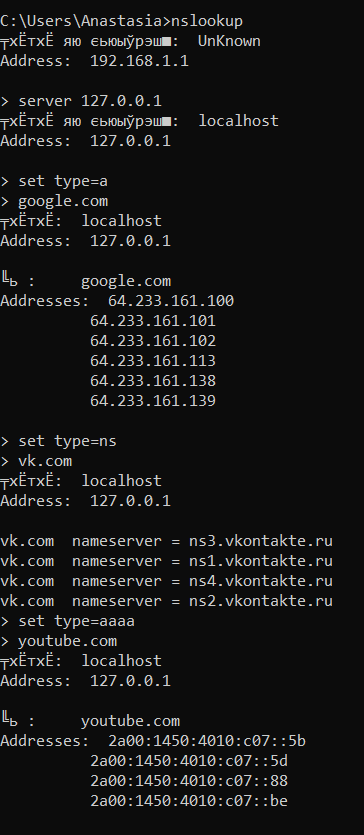 C:\Users\Anastasia>nslookup
╤хЁтхЁ яю єьюыўрэш■:  UnKnown
Address:  192.168.1.1
> server 127.0.0.1
╤хЁтхЁ яю єьюыўрэш■:  localhost
Address:  127.0.0.1
> set type=a
> google.com
╤хЁтхЁ:  localhost
Address:  127.0.0.1
╚ь :     google.com
Addresses:  64.233.161.100
64.233.161.101
64.233.161.102
64.233.161.113
64.233.161.138
64.233.161.139
> set type=ns
> vk.com
╤хЁтхЁ:  localhost
Address:  127.0.0.1
vk.com  nameserver = ns3.vkontakte.ru
vk.com  nameserver = ns1.vkontakte.ru
vk.com  nameserver = ns4.vkontakte.ru
vk.com  nameserver = ns2.vkontakte.ru
> set type=aaaa
> youtube.com
╤хЁтхЁ:  localhost
Address:  127.0.0.1
╚ь :     youtube.com
Addresses:  2a00:1450:4010:c07::5b
2a00:1450:4010:c07::5d
2a00:1450:4010:c07::88
2a00:1450:4010:c07::be